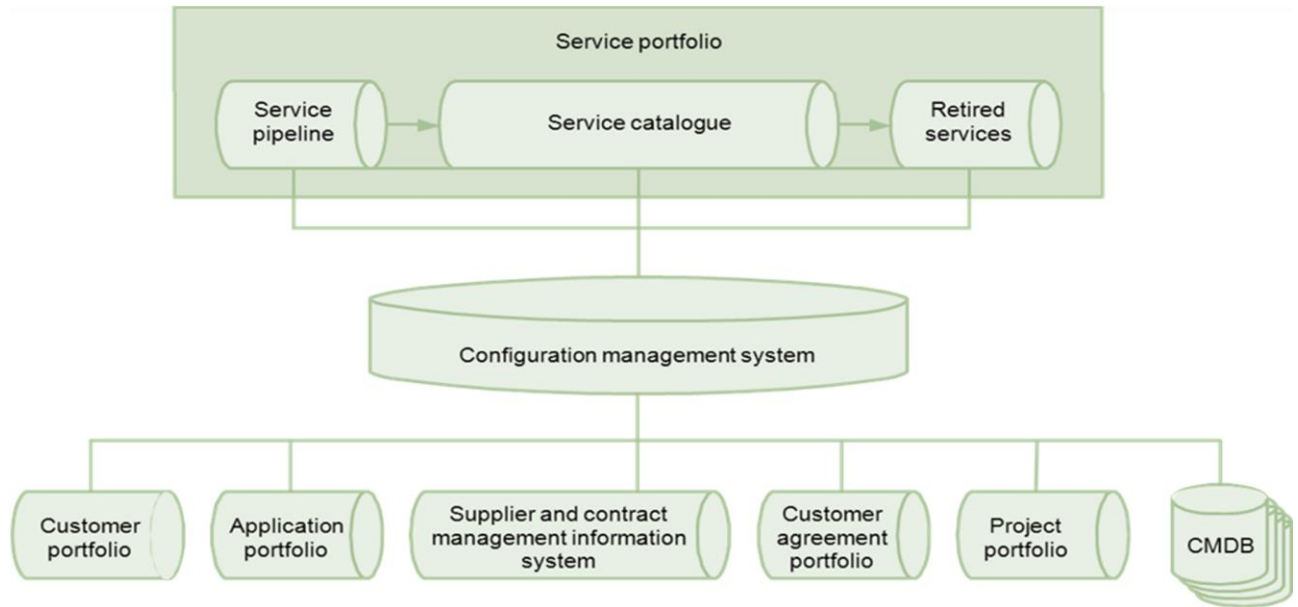 Service portfolio
Service
pipeline
Service catalogue
Retired
services
Configuration management system
Customer
portfolio
Application
portfolio
Supplier and contract
management information
system
Customer
agreement
portfolio
Project
portfolio
CMDB